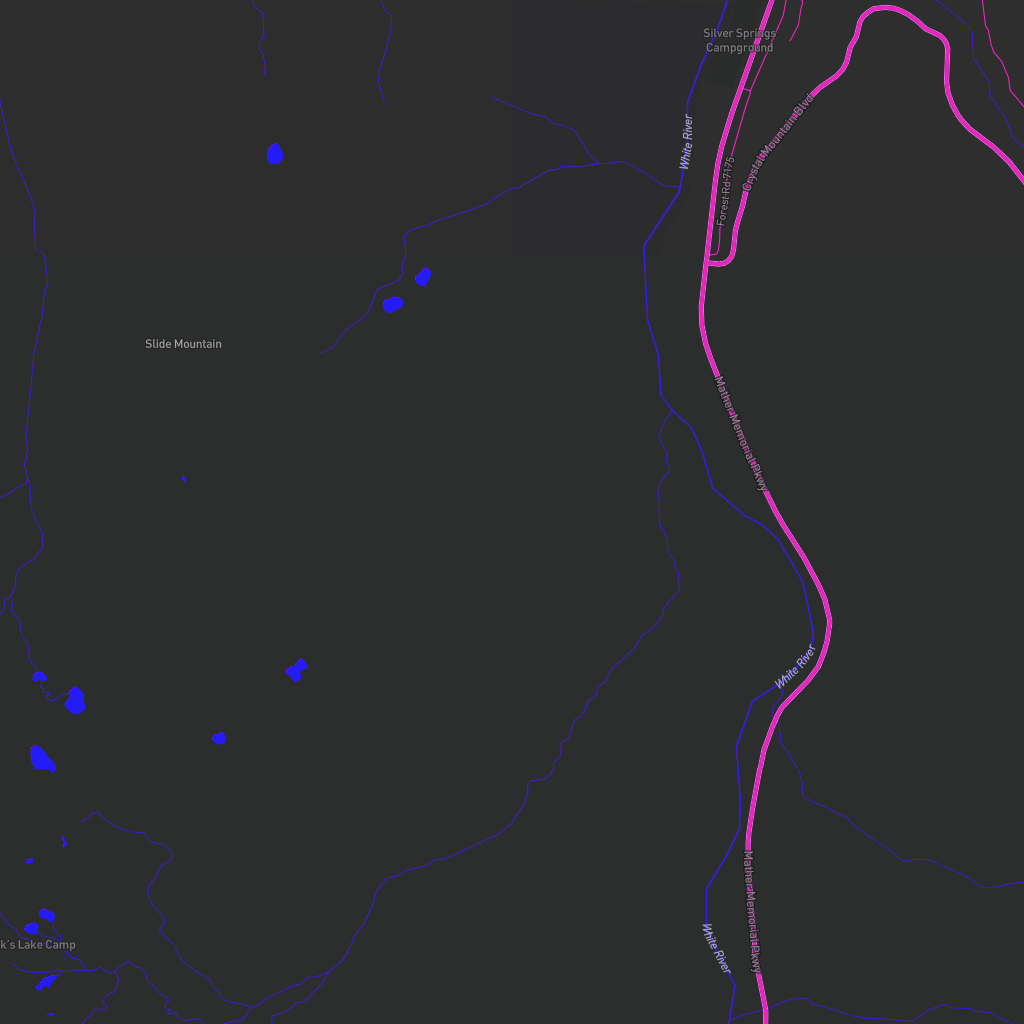 Silver Springs
Campground
White River
Forest Rd 7175
Crystal Mountain Blvd
Slide Mountain
Mather Memorial Pkwy
White River
Mather Memorial Pkwy
White River
k's Lake Camp